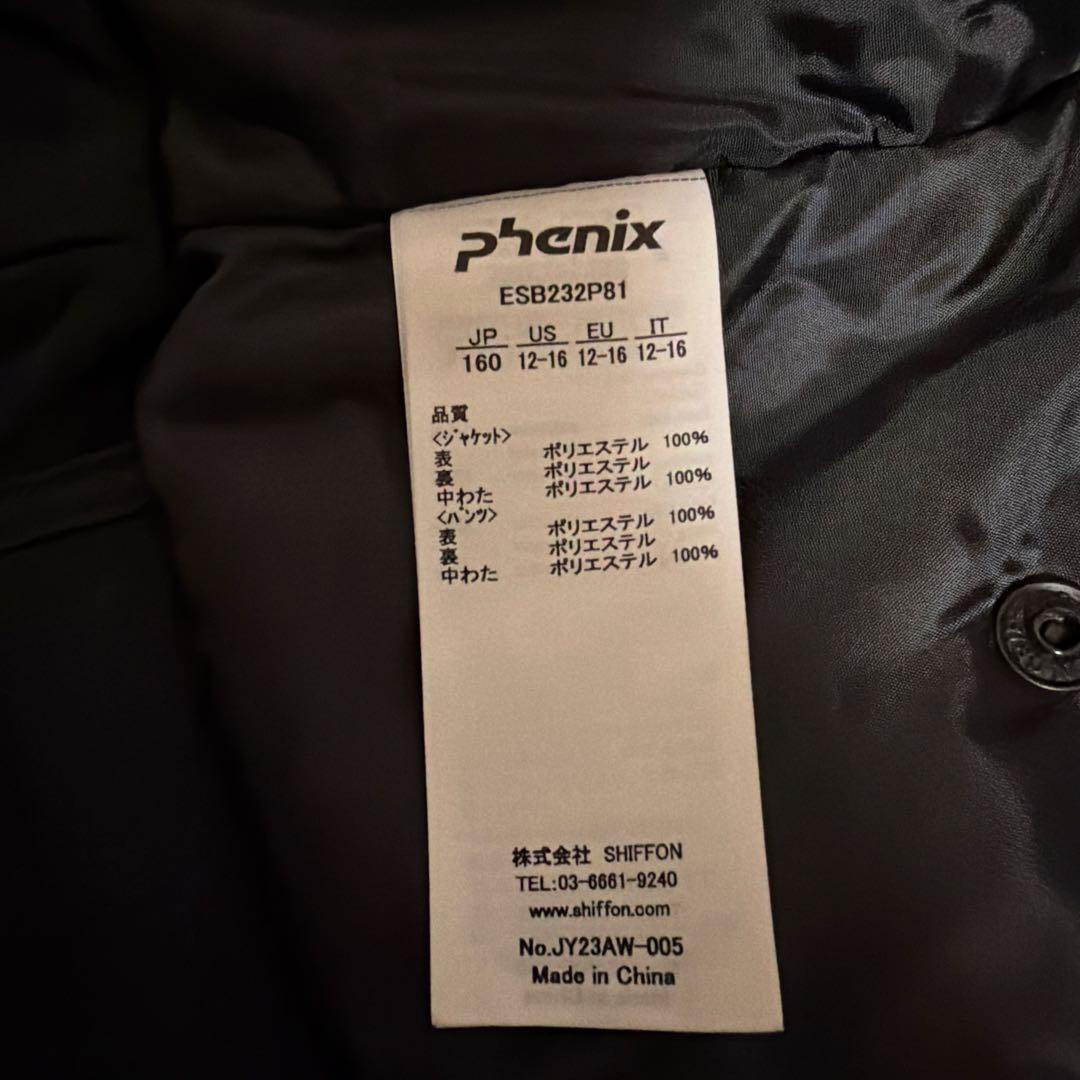 phenix
ESB232P81
JP US EU IT
160 12-16 12-16 12-16
品質
<ｼﾞｬｹｯﾄ>
表 ポリエステル 100%
裏 ポリエステル
中わた ポリエステル 100%
<ﾊﾟﾝﾂ>
表 ポリエステル 100%
裏 ポリエステル
中わた ポリエステル 100%
株式会社 SHIFFON
TEL:03-6661-9240
www.shiffon.com
No.JY23AW-005
Made in China